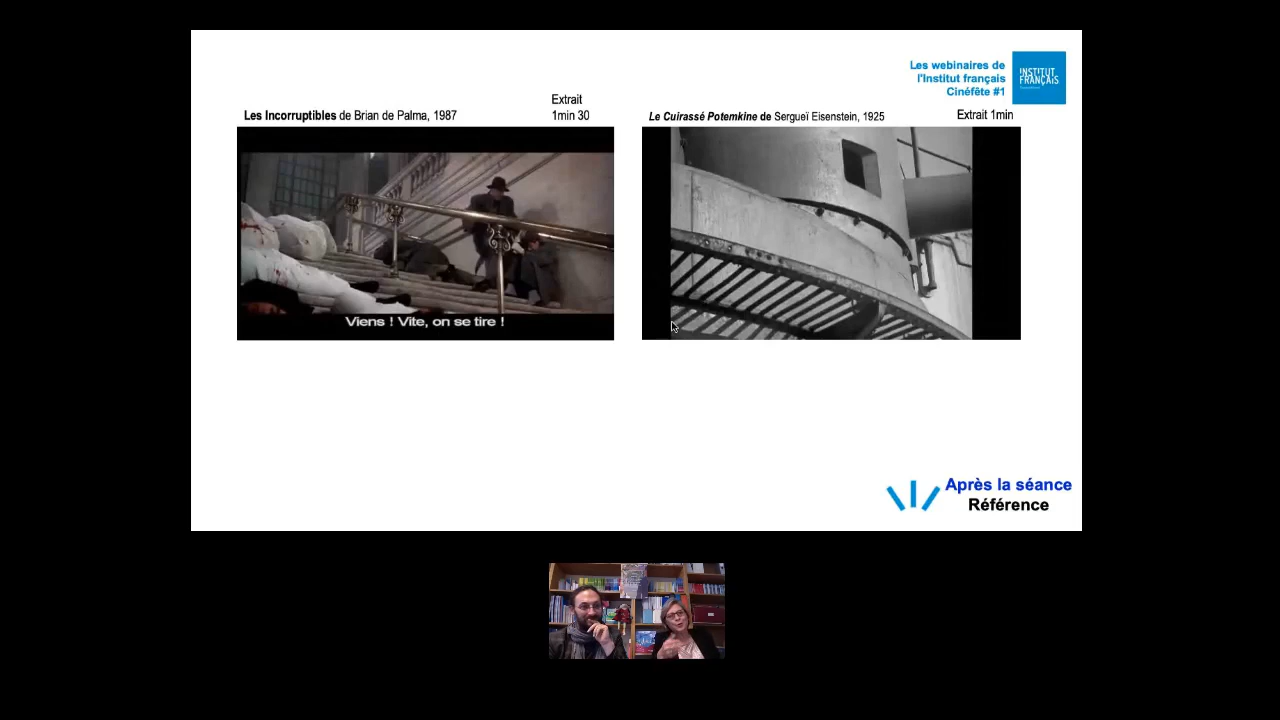 Les webinaires de
l'Institut français
Cinéfête #1
INSTITUT
FRANÇAIS
Extrait
1min 30
Les Incorruptibles de Brian de Palma, 1987
Le Cuirassé Potemkine de Sergueï Eisenstein, 1925
Extrait 1min
Viens ! Vite, on se tire !
Après la séance
Référence